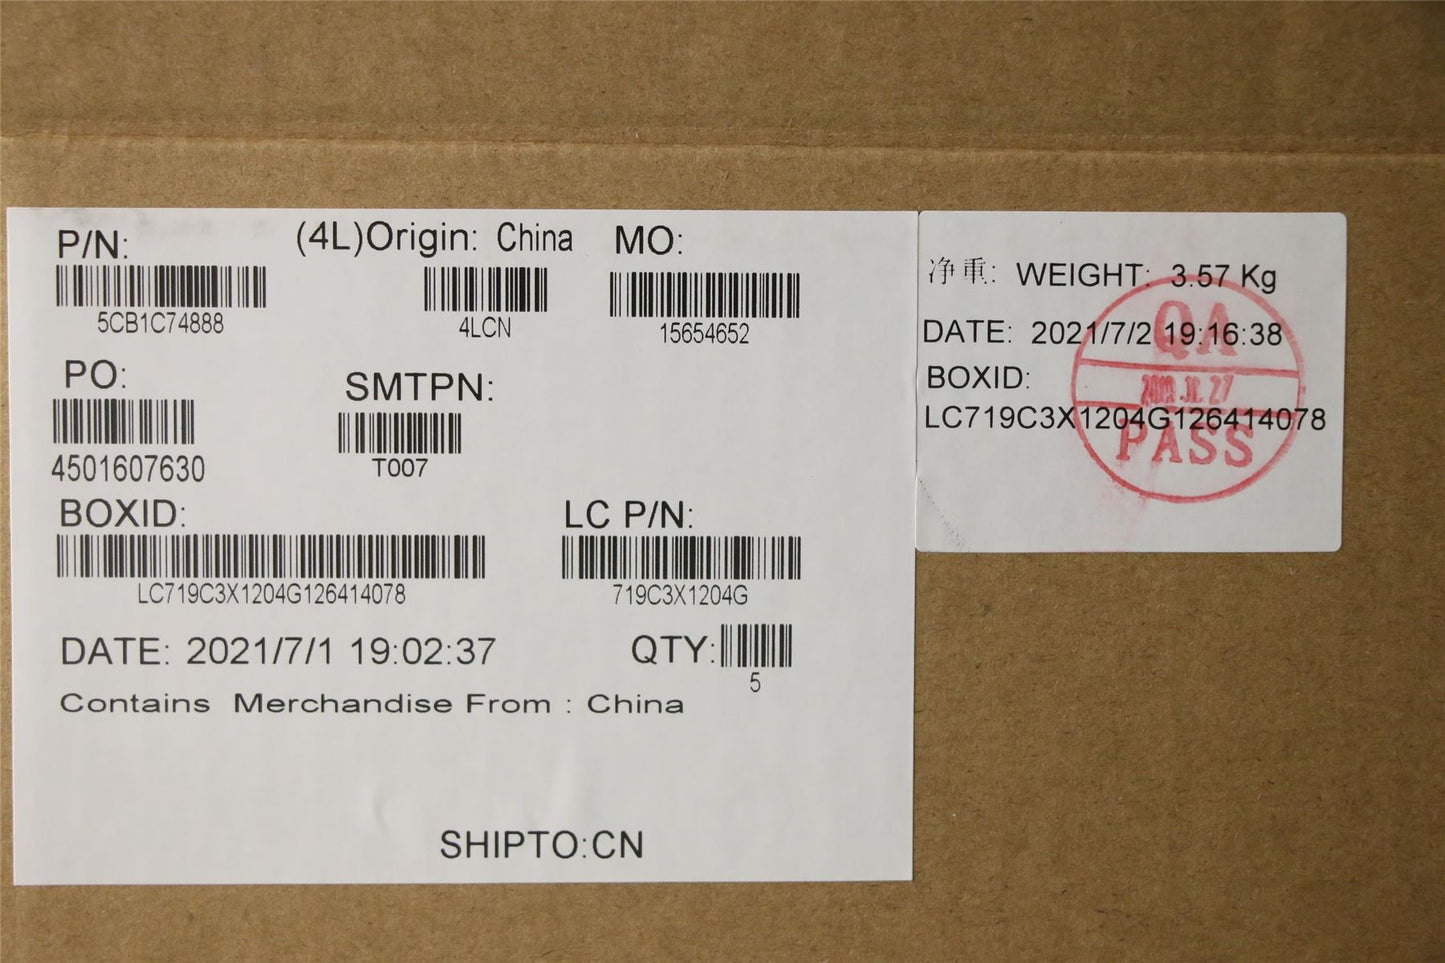 P/N:
(4L)Origin: China
MO:
5CB1C74888
4LCN
15654652
PO:
SMTPN:
4501607630
T007
BOXID:
LC P/N:
LC719C3X1204G126414078
719C3X1204G
DATE: 2021/7/1 19:02:37
QTY:
5
Contains Merchandise From : China
SHIPTO:CN
净重: WEIGHT: 3.57 Kg
DATE: 2021/7/2 19:16:38
BOXID:
LC719C3X1204G126414078
QA
27
PASS